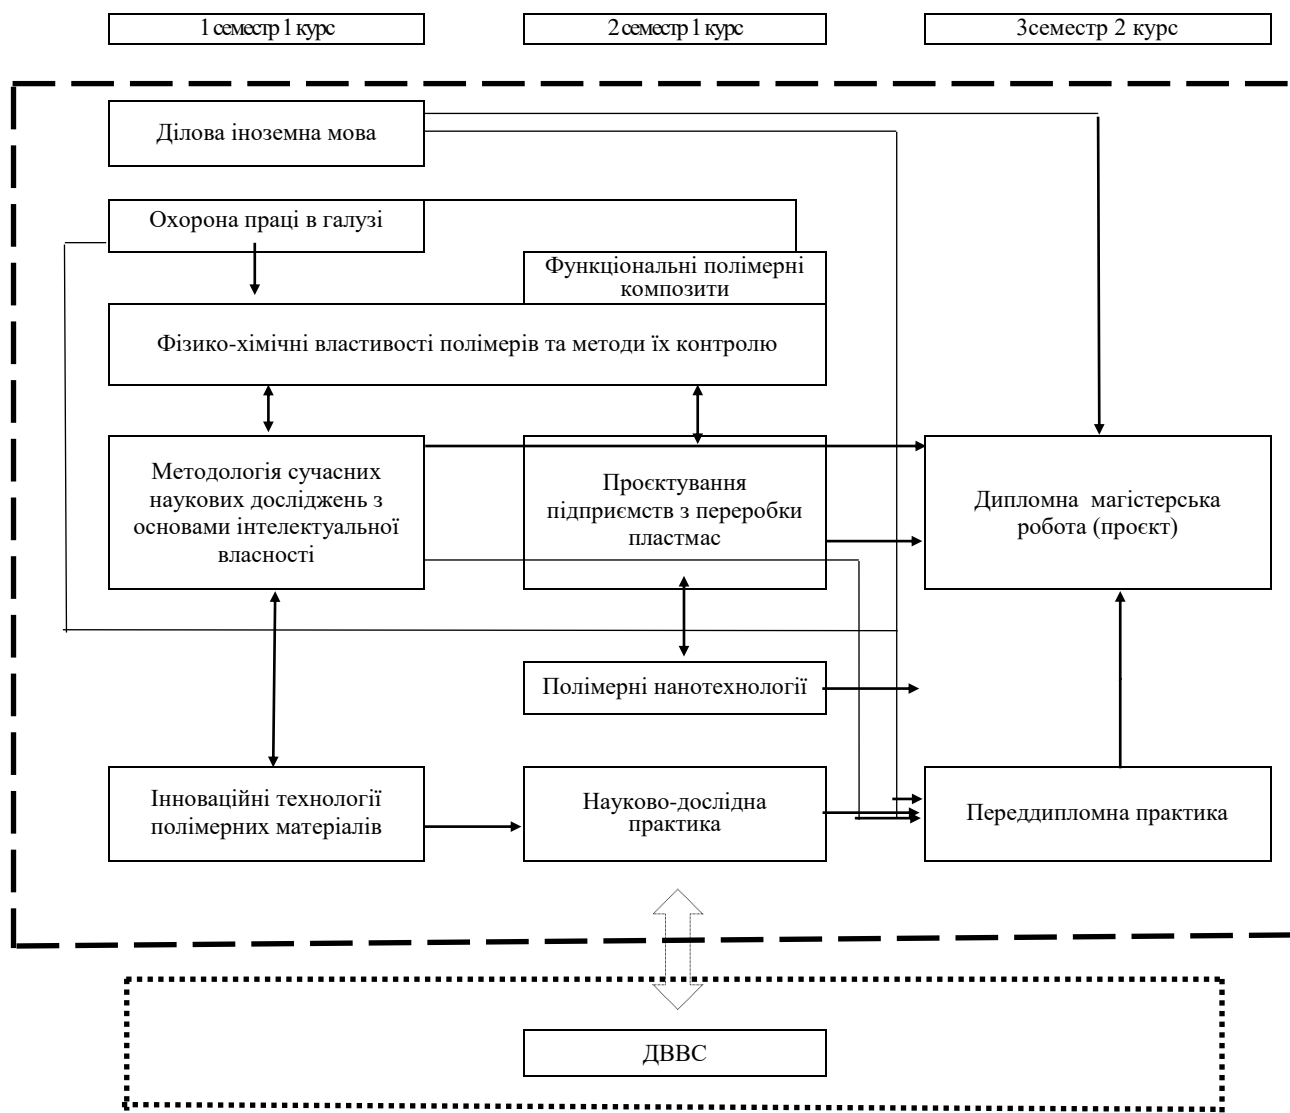 1 семестр 1 курс
2 семестр 1 курс
3семестр 2 курс
Ділова іноземна мова
Охорона праці в галузі
Функціональні полімерні
композити
Фізико-хімічні властивості полімерів та методи їх контролю
Методологія сучасних
наукових досліджень з
основами інтелектуальної
власності
Проєктування
підприємств з переробки
пластмас
Дипломна магістерська
робота (проєкт)
Полімерні нанотехнології
Інноваційні технології
полімерних матеріалів
Науково-дослідна
практика
Переддипломна практика
ДВВС